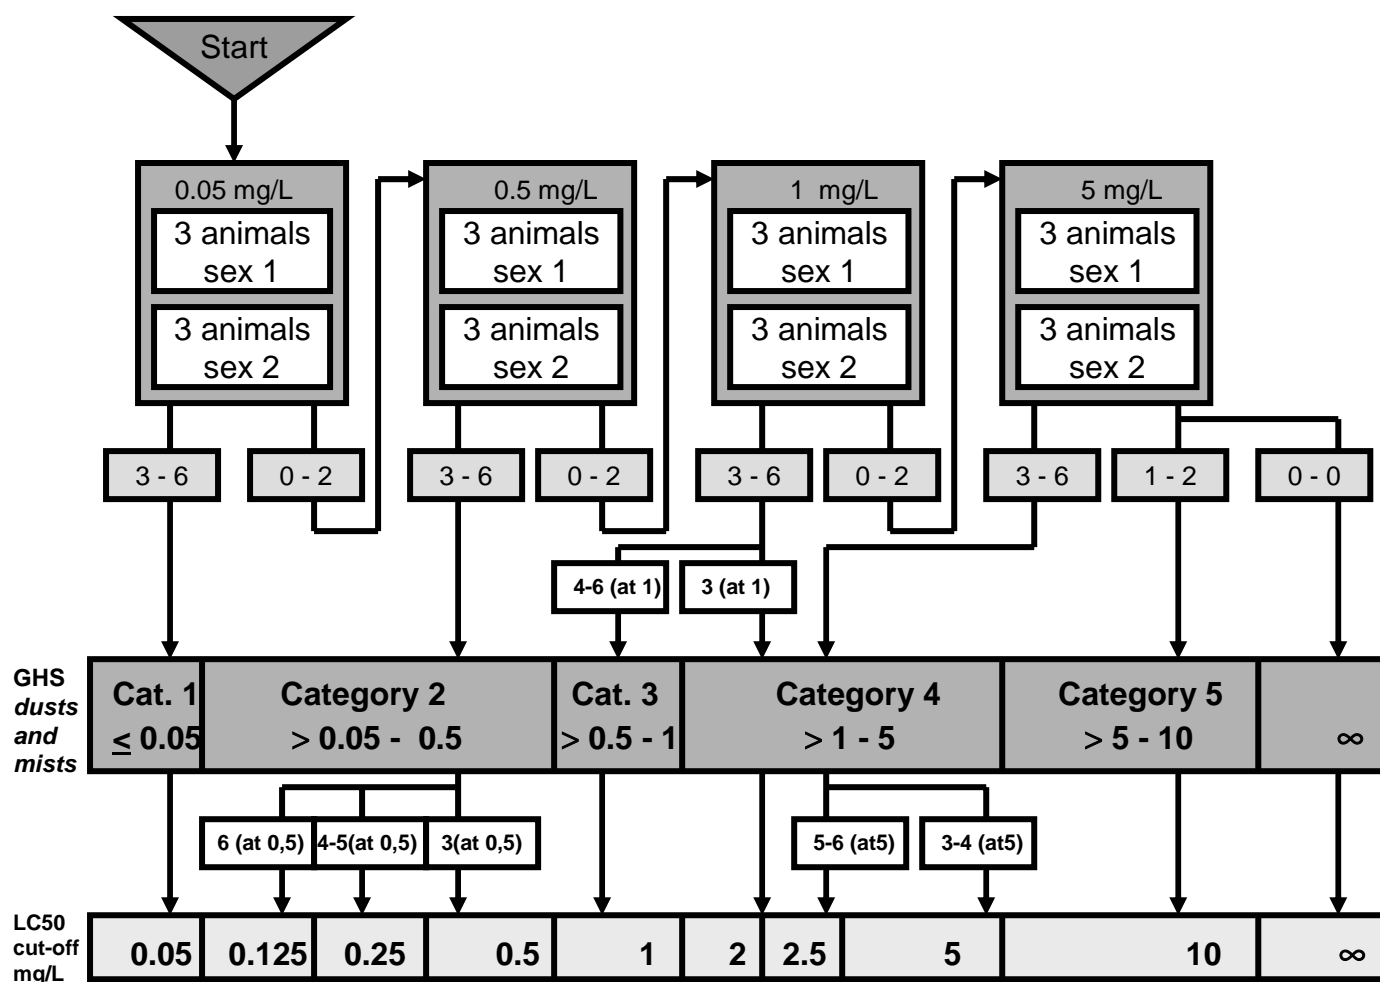 Start
0.05 mg/L
3 animals
sex 1
3 animals
sex 2
0.5 mg/L
3 animals
sex 1
3 animals
sex 2
1 mg/L
3 animals
sex 1
3 animals
sex 2
5 mg/L
3 animals
sex 1
3 animals
sex 2
3 - 6
0 - 2
3 - 6
0 - 2
3 - 6
0 - 2
3 - 6
1 - 2
0 - 0
4-6 (at 1)
3 (at 1)
GHS
dusts
and
mists
Cat. 1
≤ 0.05
Category 2
> 0.05 - 0.5
Cat. 3
> 0.5 - 1
Category 4
> 1 - 5
Category 5
> 5 - 10
∞
6 (at 0,5)
4-5(at 0,5)
3(at 0,5)
5-6 (at5)
3-4 (at5)
LC50
cut-off
mg/L
0.05
0.125
0.25
0.5
1
2
2.5
5
10
∞